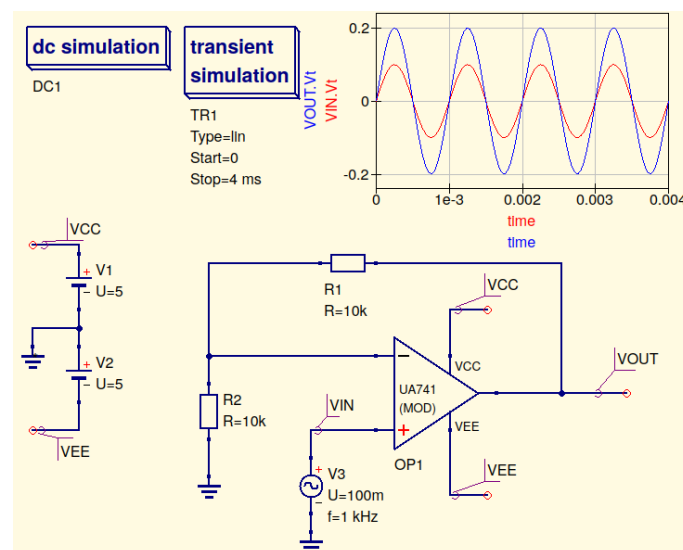 dc simulation
DC1
transient
simulation
TR1
Type=lin
Start=0
Stop=4 ms
VOUT.Vt
VIN.Vt
0.2
0
-0.2
0
1e-3
0.002
0.003
0.004
time
time
VCC
+
V1
−
U=5
+
V2
−
U=5
VEE
R1
R=10k
VCC
VCC
−
UA741
(MOD)
+
VEE
OP1
VOUT
R2
R=10k
VIN
+
V3
−
U=100m
f=1 kHz
VEE